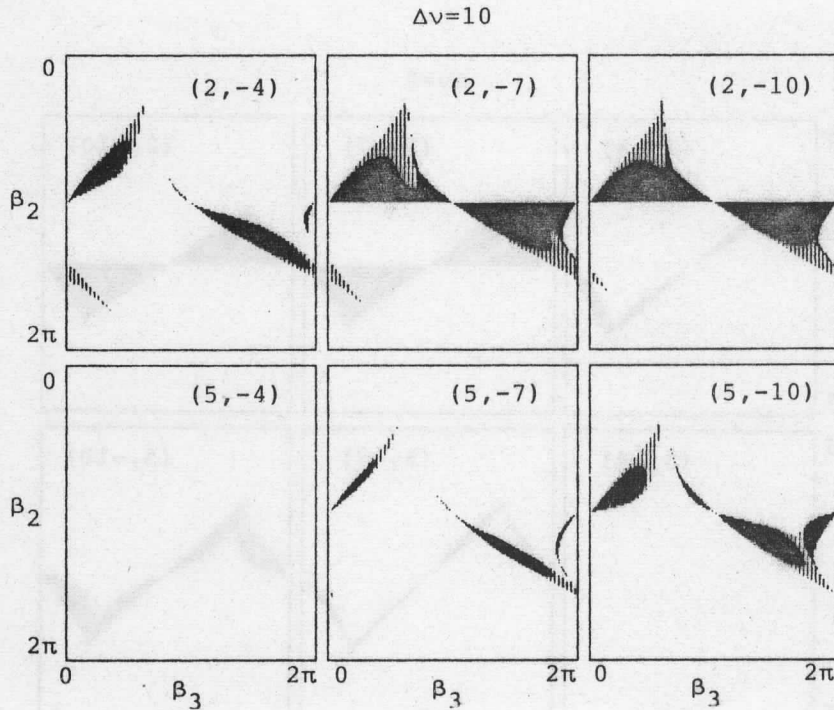 Δν=10
0
(2,-4) (2,-7) (2,-10)
β2
2π
0
(5,-4) (5,-7) (5,-10)
β2
2π
0 2π 0 2π 0 2π
β3 β3 β3